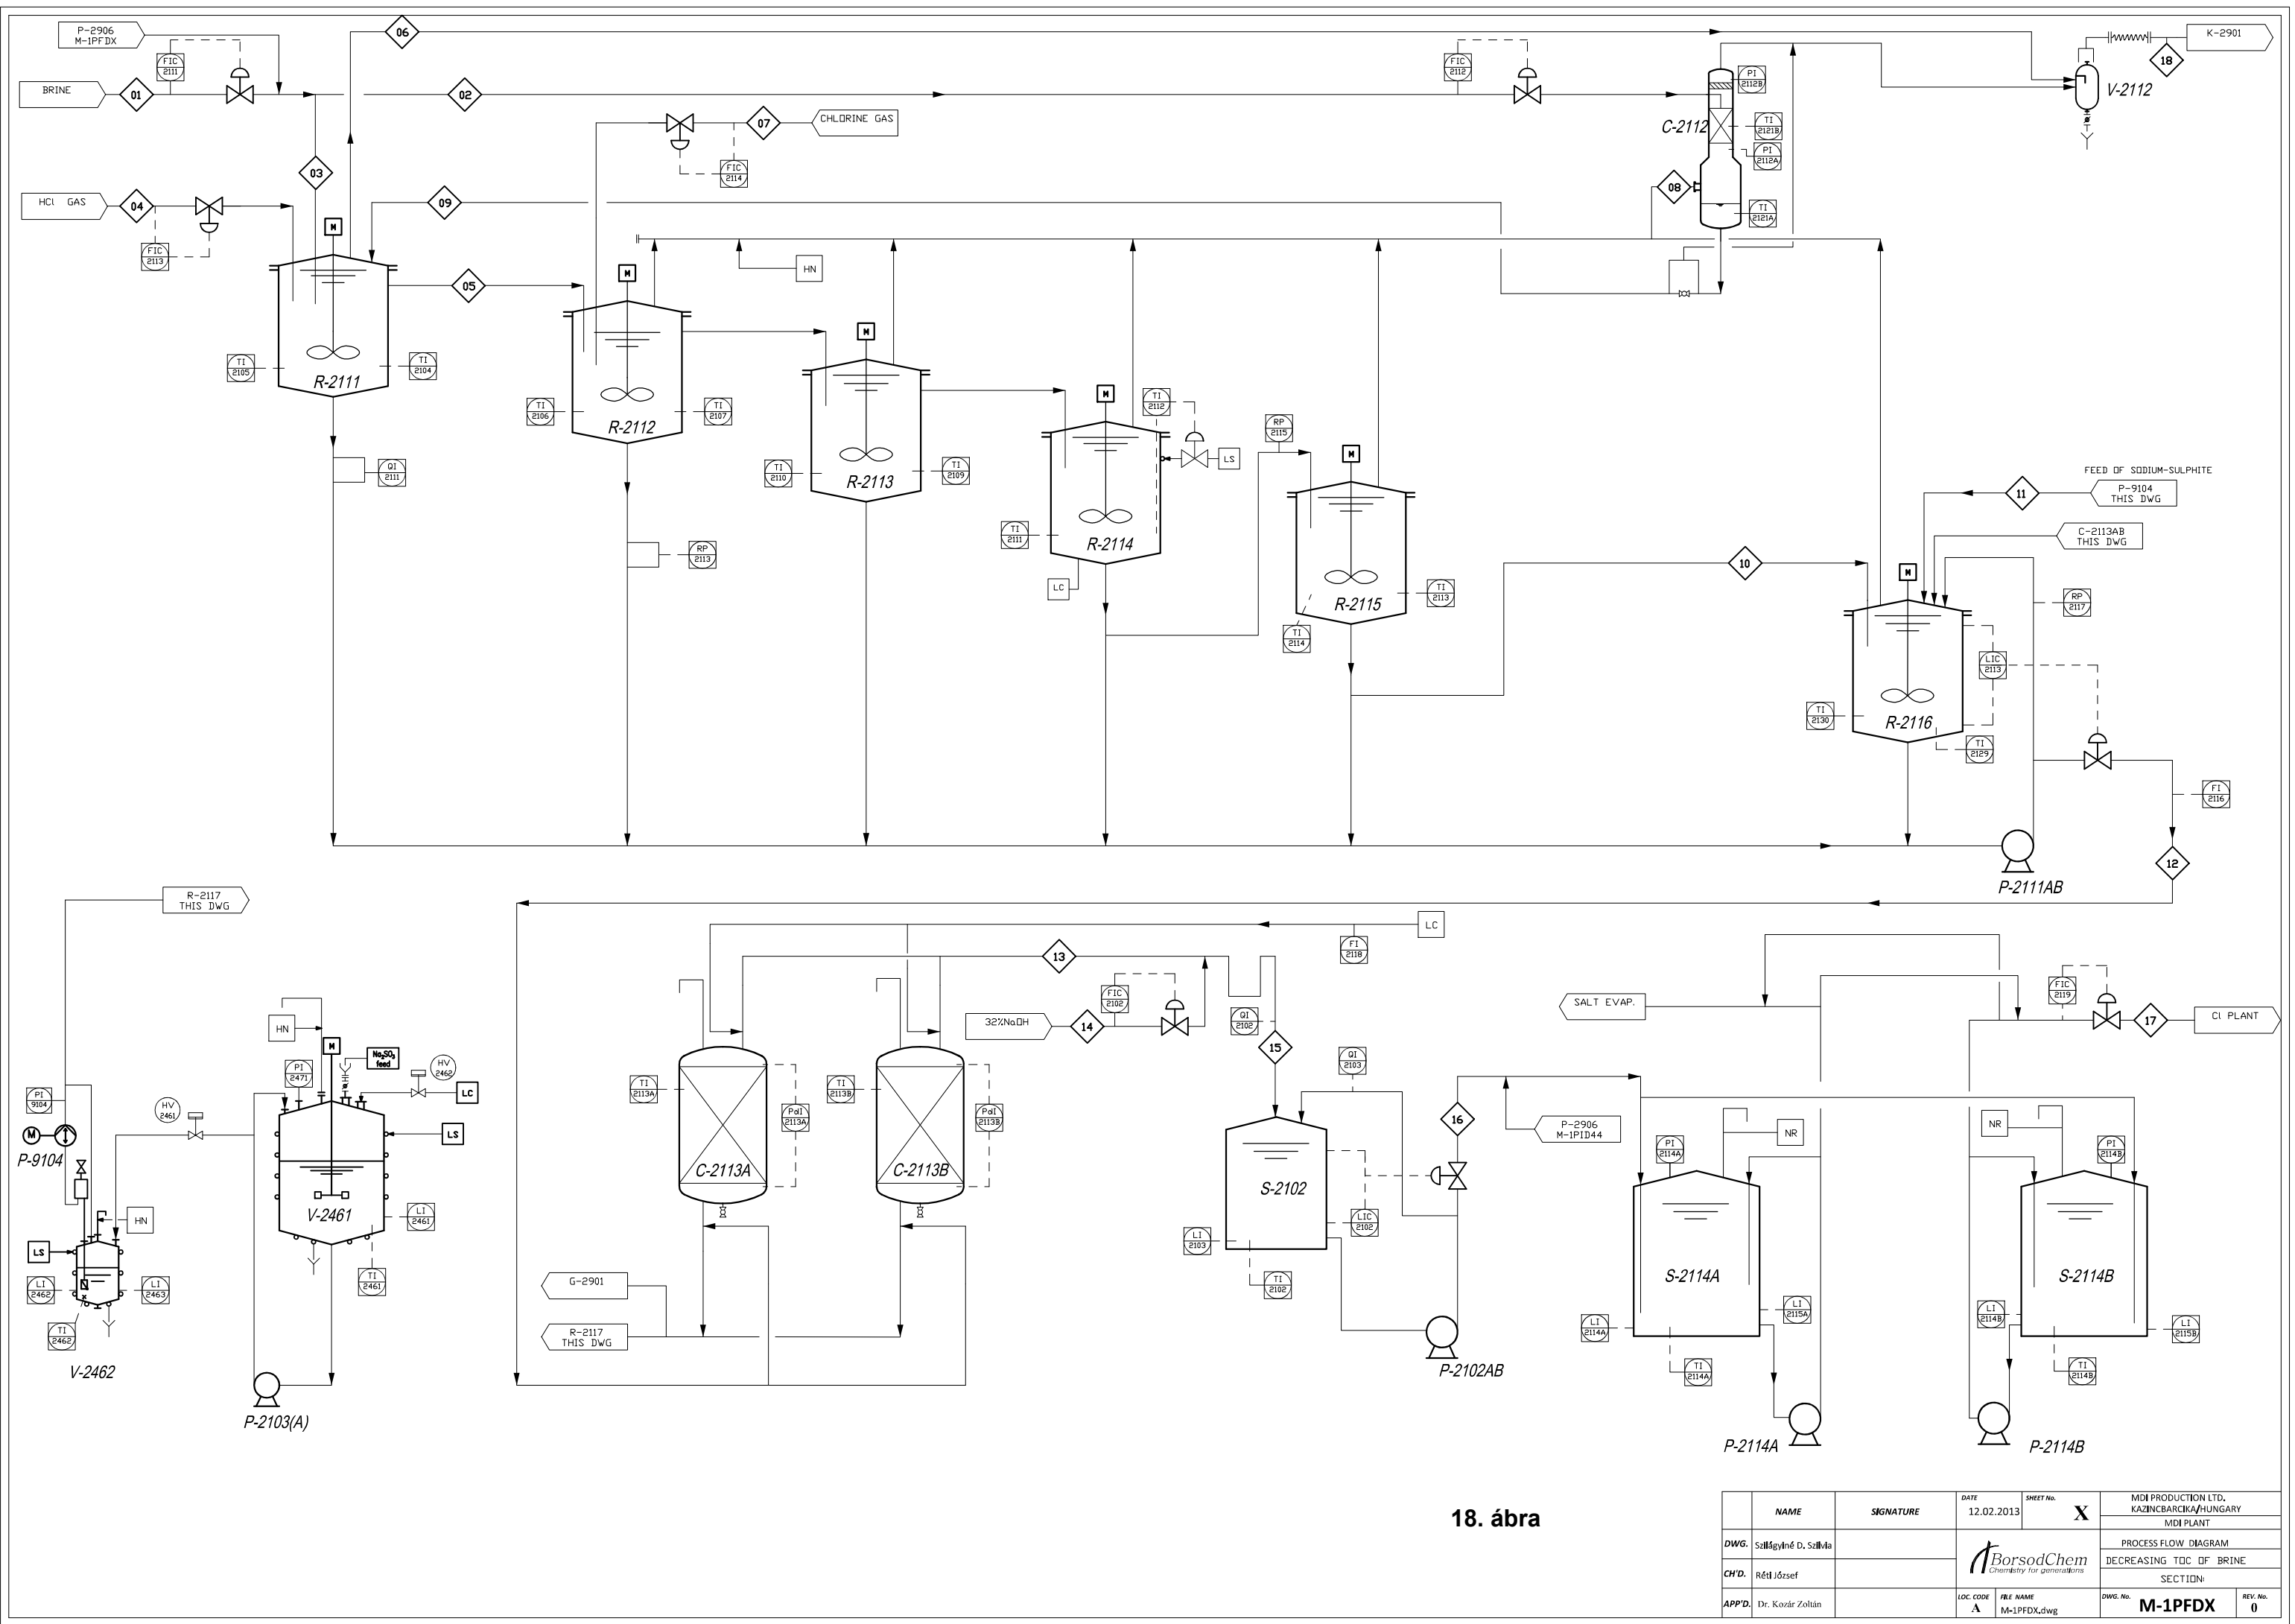 P-2906
M-1PFDX
06
K-2901
18
FIC
2111
FIC
2112
PI
2112B
V-2112
BRINE
01
02
07
CHLORINE GAS
C-2112
TI
2121B
PI
2112A
FIC
2114
03
08
HCl GAS
04
09
TI
2121A
M
FIC
2113
HN
M
05
M
TI
2105
TI
2104
R-2111
M
TI
2112
TI
2106
TI
2107
R-2112
RP
2115
M
LS
QI
2111
TI
2110
TI
2109
R-2113
FEED OF SODIUM-SULPHITE
P-9104
THIS DWG
11
C-2113AB
THIS DWG
TI
2111
R-2114
RP
2113
10
M
LC
TI
2113
R-2115
RP
2117
TI
2114
LIC
2113
TI
2130
R-2116
TI
2129
FI
2116
12
P-2111AB
R-2117
THIS DWG
LC
FI
2118
13
SALT EVAP.
FIC
2119
FIC
2102
32%NaOH
14
QI
2102
17
Cl PLANT
HN
M
Na2SO3
feed
HV
2462
PI
2471
LC
15
QI
2103
PI
9104
HV
2461
M
P-9104
LS
TI
2113A
PdI
2113A
TI
2113B
PdI
2113B
16
P-2906
M-1PID44
NR
NR
PI
2114A
PI
2114B
C-2113A
C-2113B
S-2102
V-2461
LI
2461
HN
LS
LIC
2102
LI
2103
TI
2102
TI
2461
LI
2462
LI
2463
TI
2462
V-2462
G-2901
R-2117
THIS DWG
S-2114A
S-2114B
LI
2115A
LI
2114A
LI
2114B
LI
2115B
TI
2114A
TI
2114B
P-2102AB
P-2103(A)
P-2114A
P-2114B
18. ábra
NAME
SIGNATURE
DATE
12.02.2013
SHEET No.
X
MDI PRODUCTION LTD.
KAZINCBARCIKA/HUNGARY
MDI PLANT
DWG.
Szilágyiné D. Szilvia
BorsodChem
Chemistry for generations
PROCESS FLOW DIAGRAM
DECREASING TOC OF BRINE
CH'D.
Réti József
SECTION:
APP'D.
Dr. Kozár Zoltán
LOC. CODE
A
FILE NAME
M-1PFDX.dwg
DWG. No.
M-1PFDX
REV. No.
0